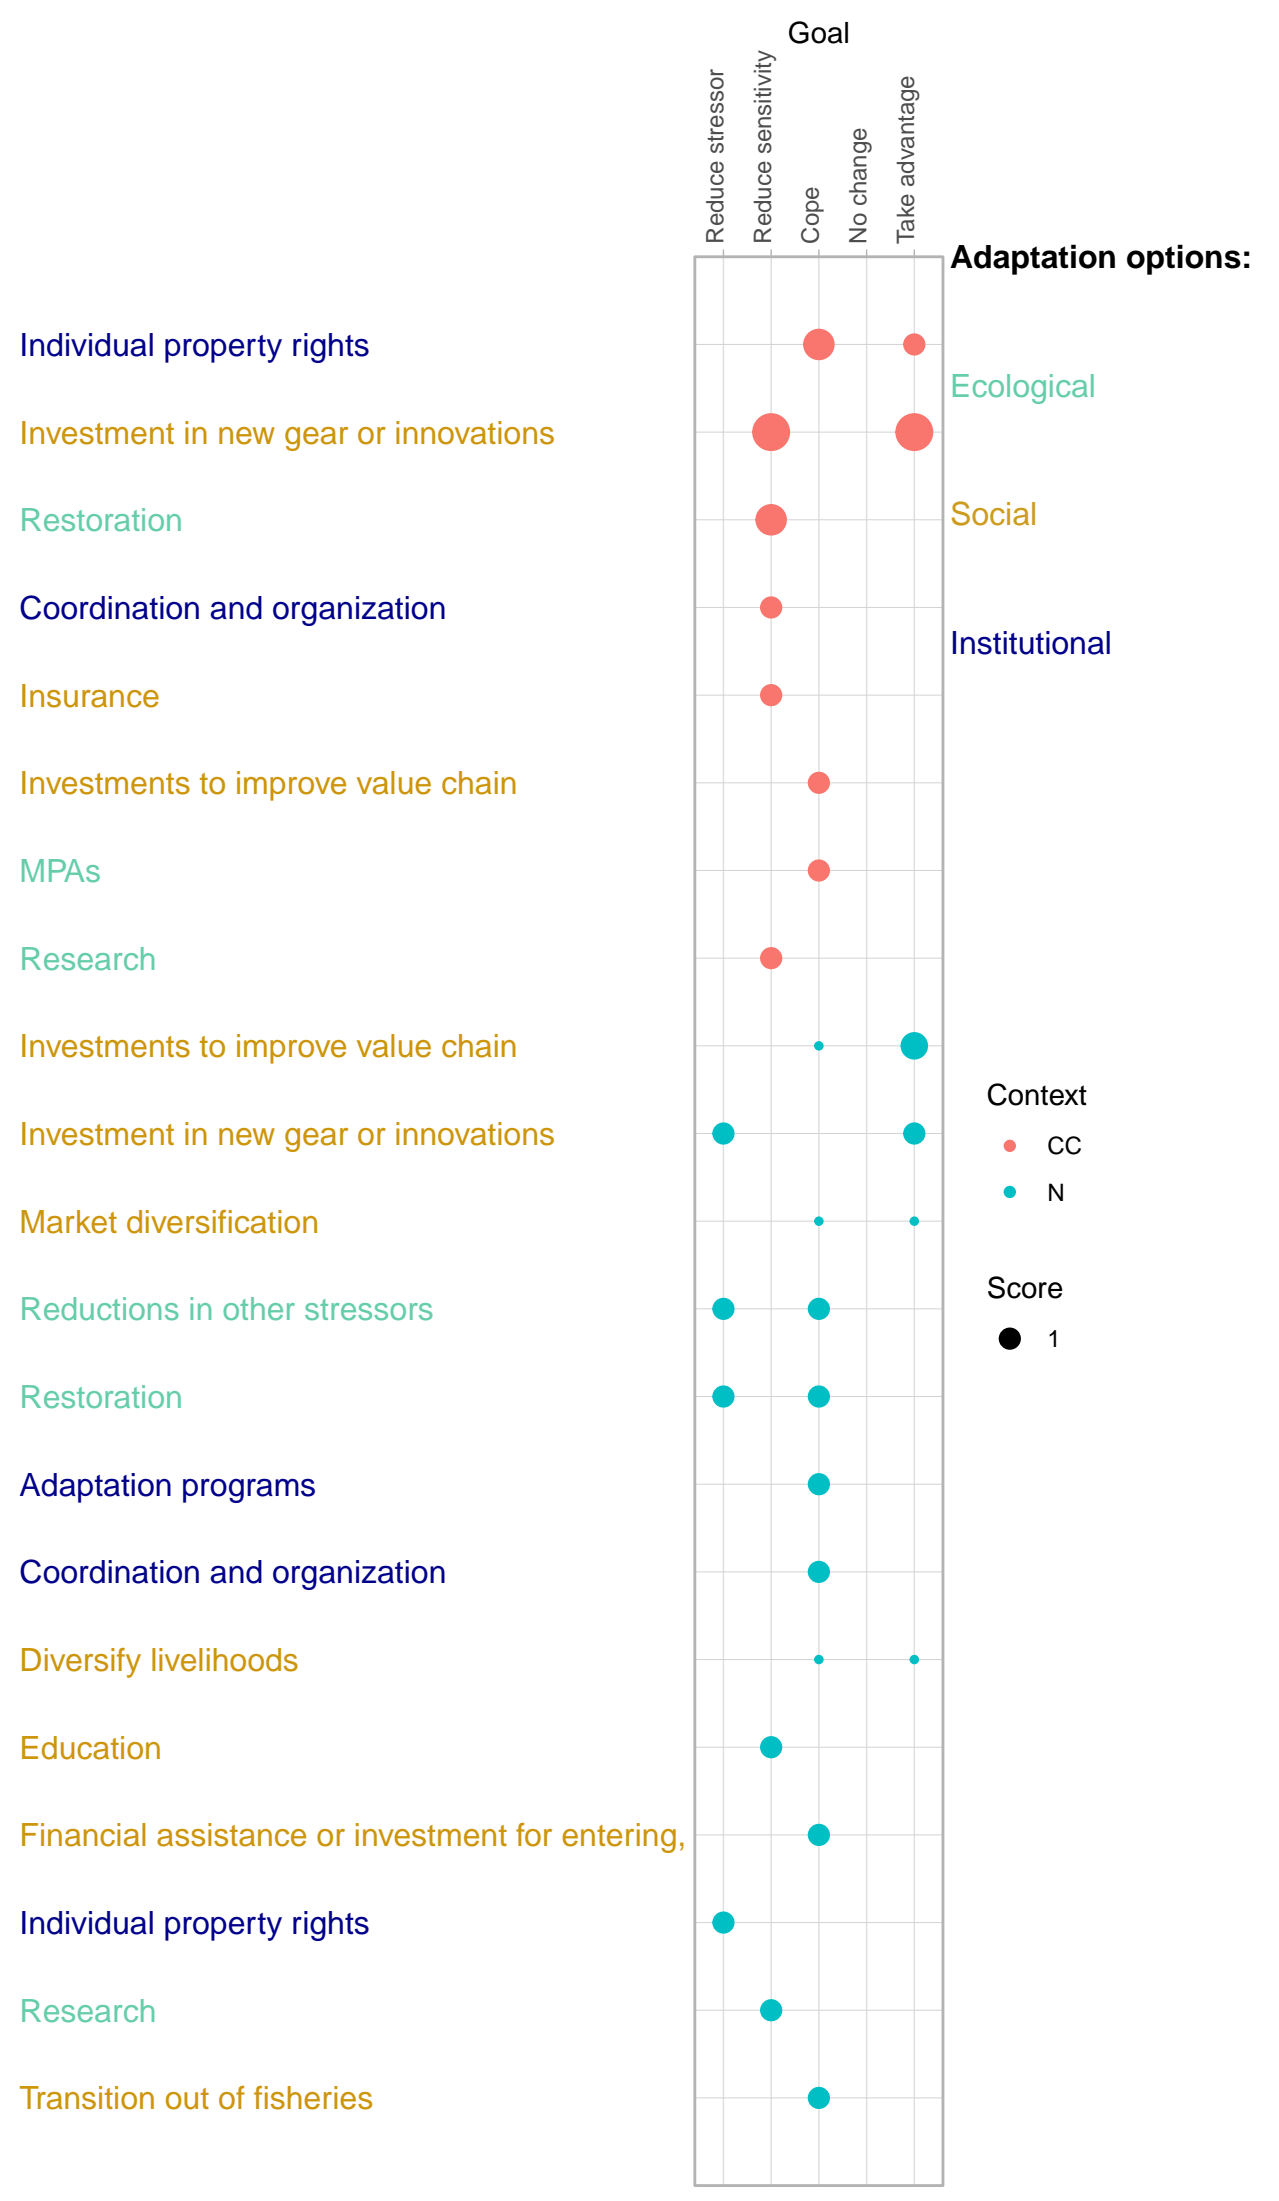 Goal
Reduce stressor
Reduce sensitivity
Cope
No change
Take advantage
Adaptation options:
Individual property rights
Ecological
Investment in new gear or innovations
Social
Restoration
Coordination and organization
Institutional
Insurance
Investments to improve value chain
MPAs
Research
Investments to improve value chain
Context
Investment in new gear or innovations
CC
N
Market diversification
Score
Reductions in other stressors
1
Restoration
Adaptation programs
Coordination and organization
Diversify livelihoods
Education
Financial assistance or investment for entering,
Individual property rights
Research
Transition out of fisheries